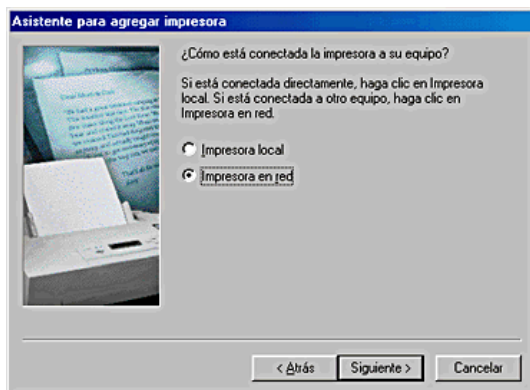 Asistente para agregar impresora
¿Cómo está conectada la impresora a su equipo?
Si está conectada directamente, haga clic en Impresora
local. Si está conectada a otro equipo, haga clic en
Impresora en red.
Impresora local
Impresora en red
< Atrás
Siguiente >
Cancelar